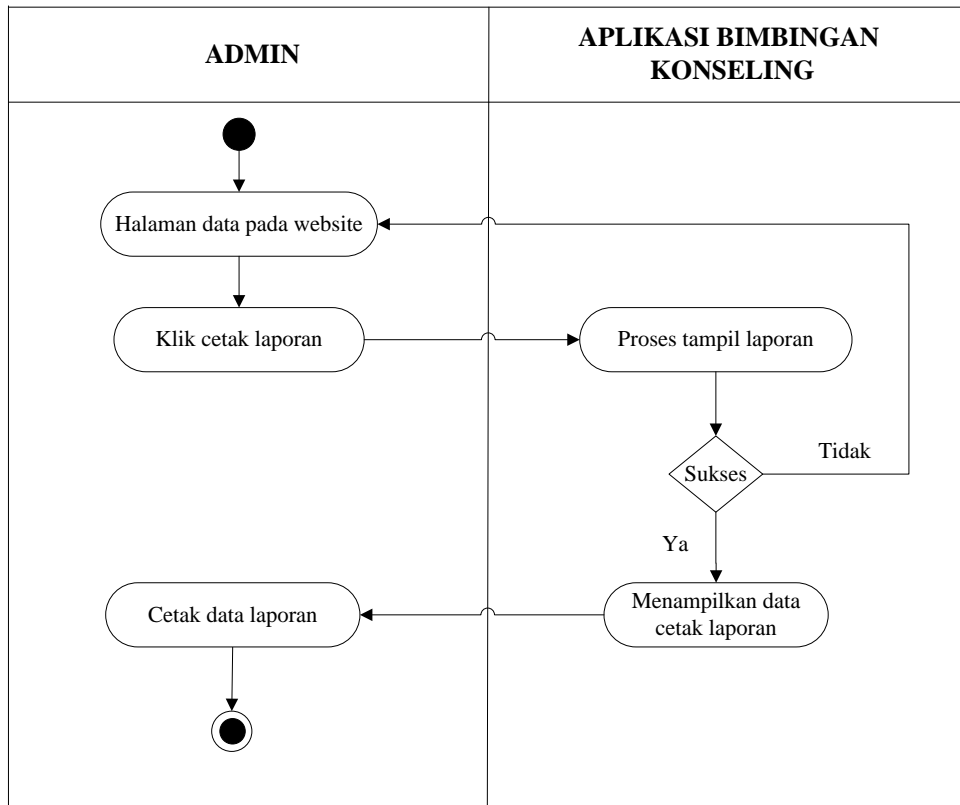 ADMIN
APLIKASI BIMBINGAN
KONSELING
Halaman data pada website
Klik cetak laporan
Proses tampil laporan
Tidak
Sukses
Ya
Cetak data laporan
Menampilkan data
cetak laporan